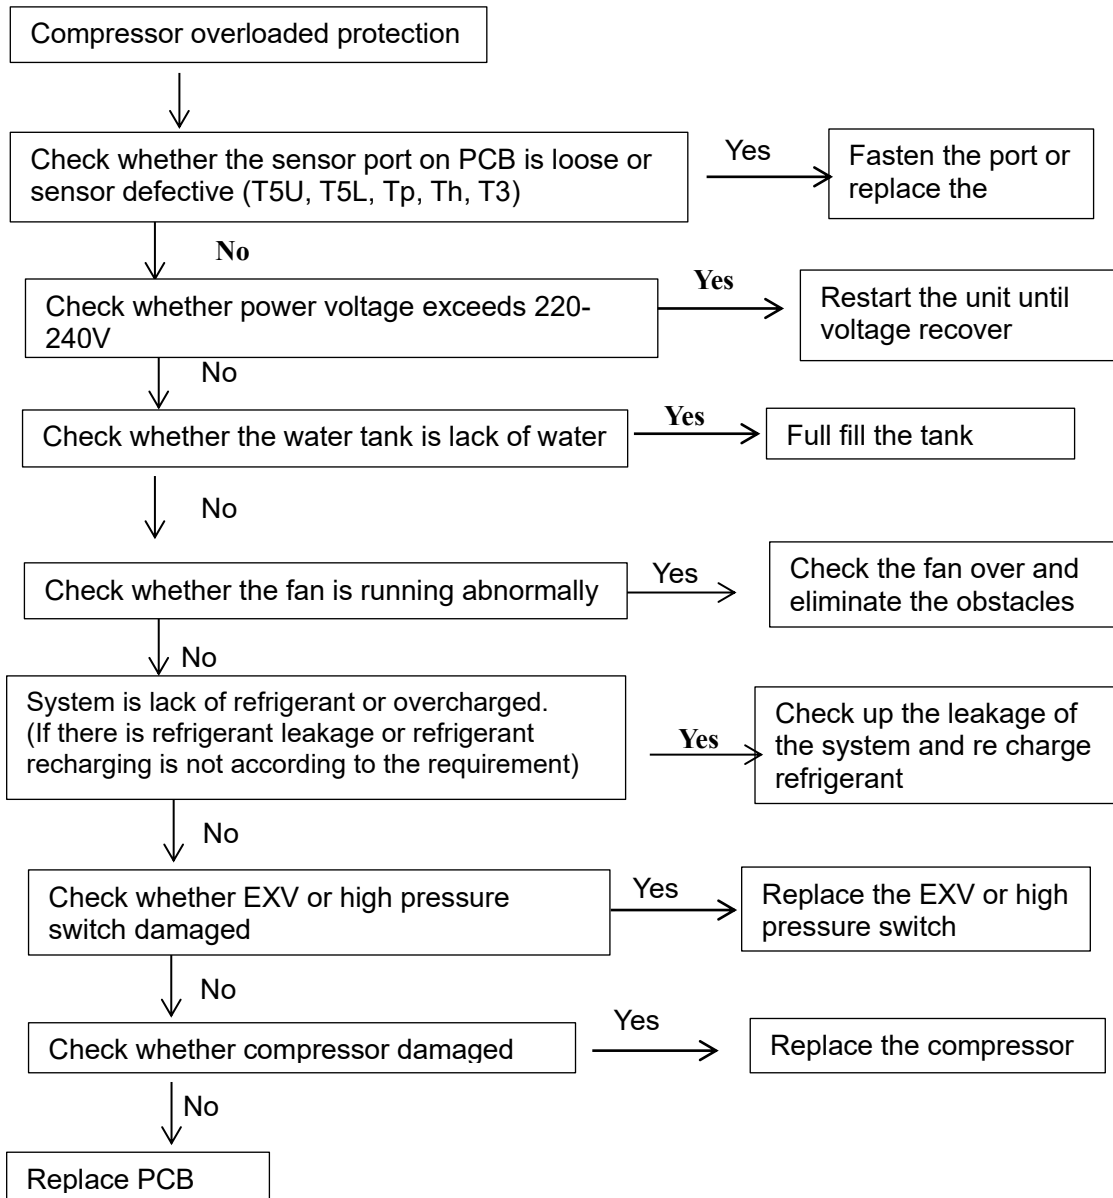 Compressor overloaded protection
Check whether the sensor port on PCB is loose or
sensor defective (T5U, T5L, Tp, Th, T3)
Yes
Fasten the port or
replace the
No
Check whether power voltage exceeds 220-
240V
Yes
Restart the unit until
voltage recover
No
Check whether the water tank is lack of water
Yes
Full fill the tank
No
Check whether the fan is running abnormally
Yes
Check the fan over and
eliminate the obstacles
No
System is lack of refrigerant or overcharged.
(If there is refrigerant leakage or refrigerant
recharging is not according to the requirement)
Yes
Check up the leakage of
the system and re charge
refrigerant
No
Check whether EXV or high pressure
switch damaged
Yes
Replace the EXV or high
pressure switch
No
Check whether compressor damaged
Yes
Replace the compressor
No
Replace PCB